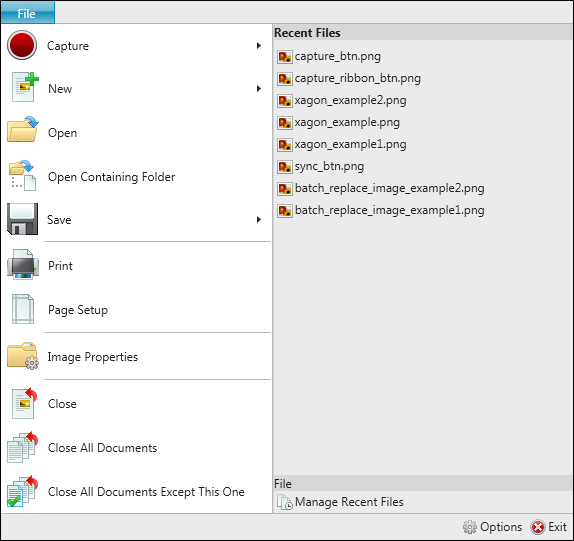 File
Capture
New
Open
Open Containing Folder
Save
Print
Page Setup
Image Properties
Close
Close All Documents
Close All Documents Except This One
Recent Files
capture_btn.png
capture_ribbon_btn.png
xagon_example2.png
xagon_example.png
xagon_example1.png
sync_btn.png
batch_replace_image_example2.png
batch_replace_image_example1.png
File
Manage Recent Files
Options
Exit